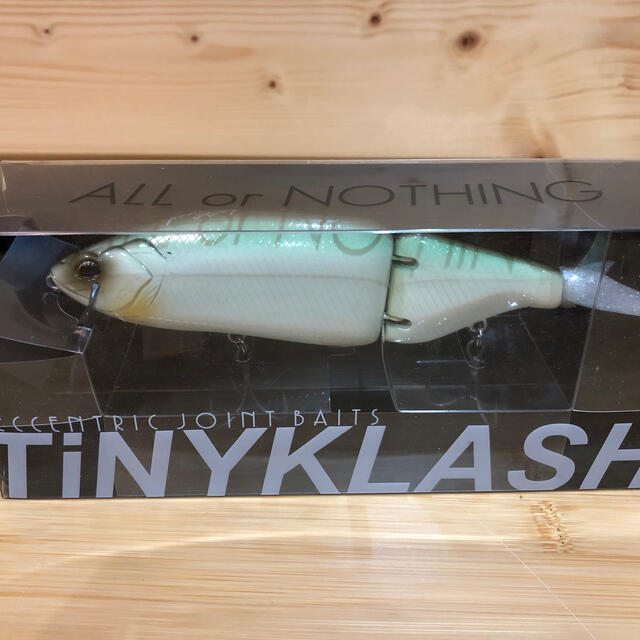 ALL or NOTHING
ECCENTRIC JOINT BAITS
TiNYKLASH